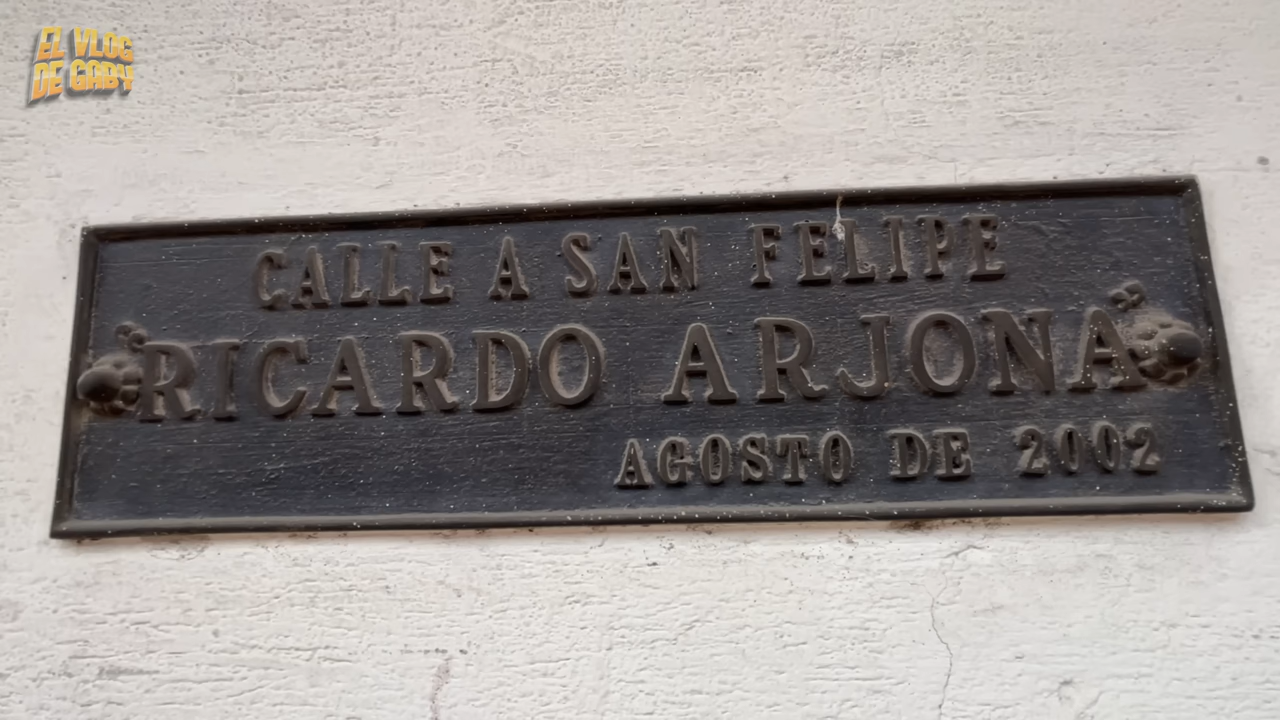 EL VLOG
DE GABY
CALLE A SAN FELIPE
RICARDO ARJONA
AGOSTO DE 2002